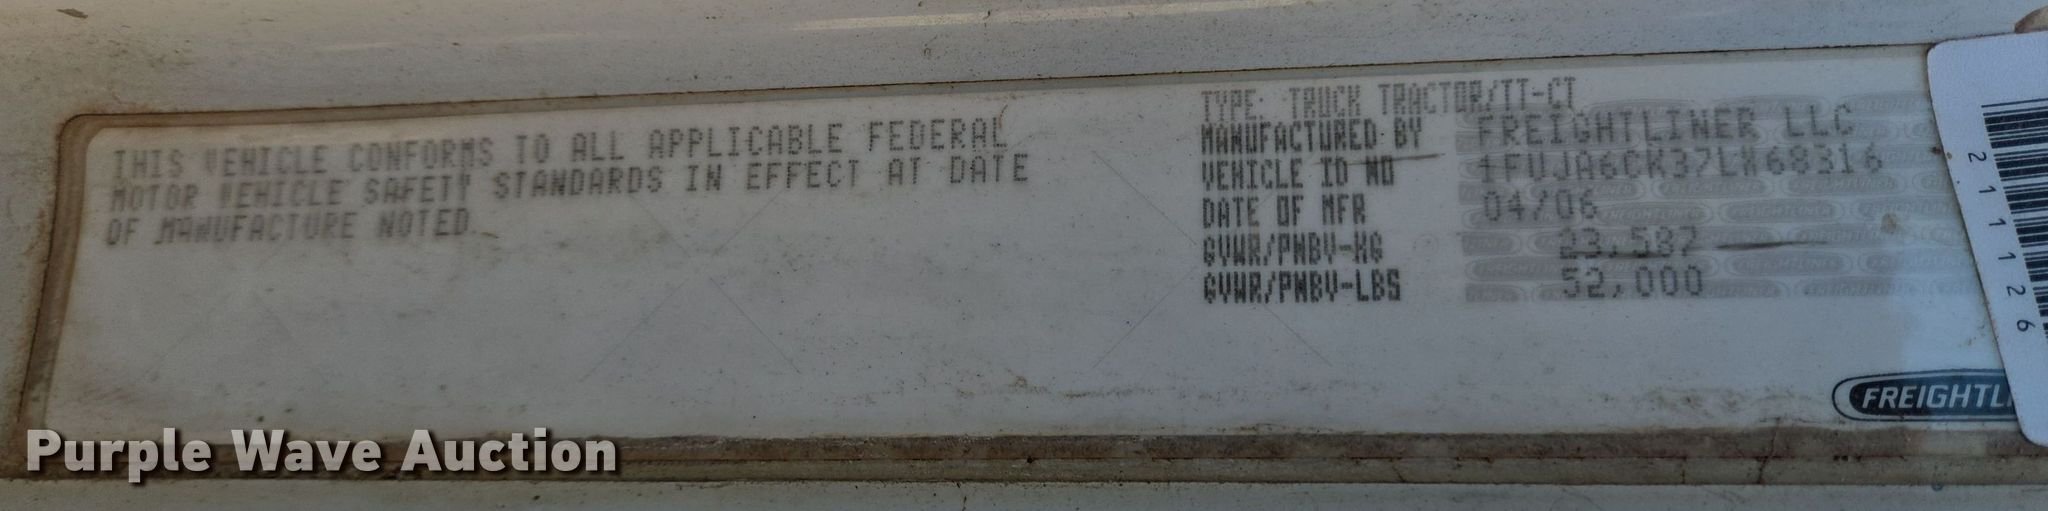 THIS VEHICLE CONFORMS TO ALL APPLICABLE FEDERAL
MOTOR VEHICLE SAFETY STANDARDS IN EFFECT AT DATE
OF MANUFACTURE NOTED.
TYPE: TRUCK TRACTOR/TT-CT
MANUFACTURED BY FREIGHTLINER LLC
VEHICLE ID NO 1FUJA6CK37LW68316
DATE OF MFR 04/06
GVWR/PNBV-KG 23,587
GVWR/PNBV-LBS 52,000
FREIGHTLI
2111126
Purple Wave Auction